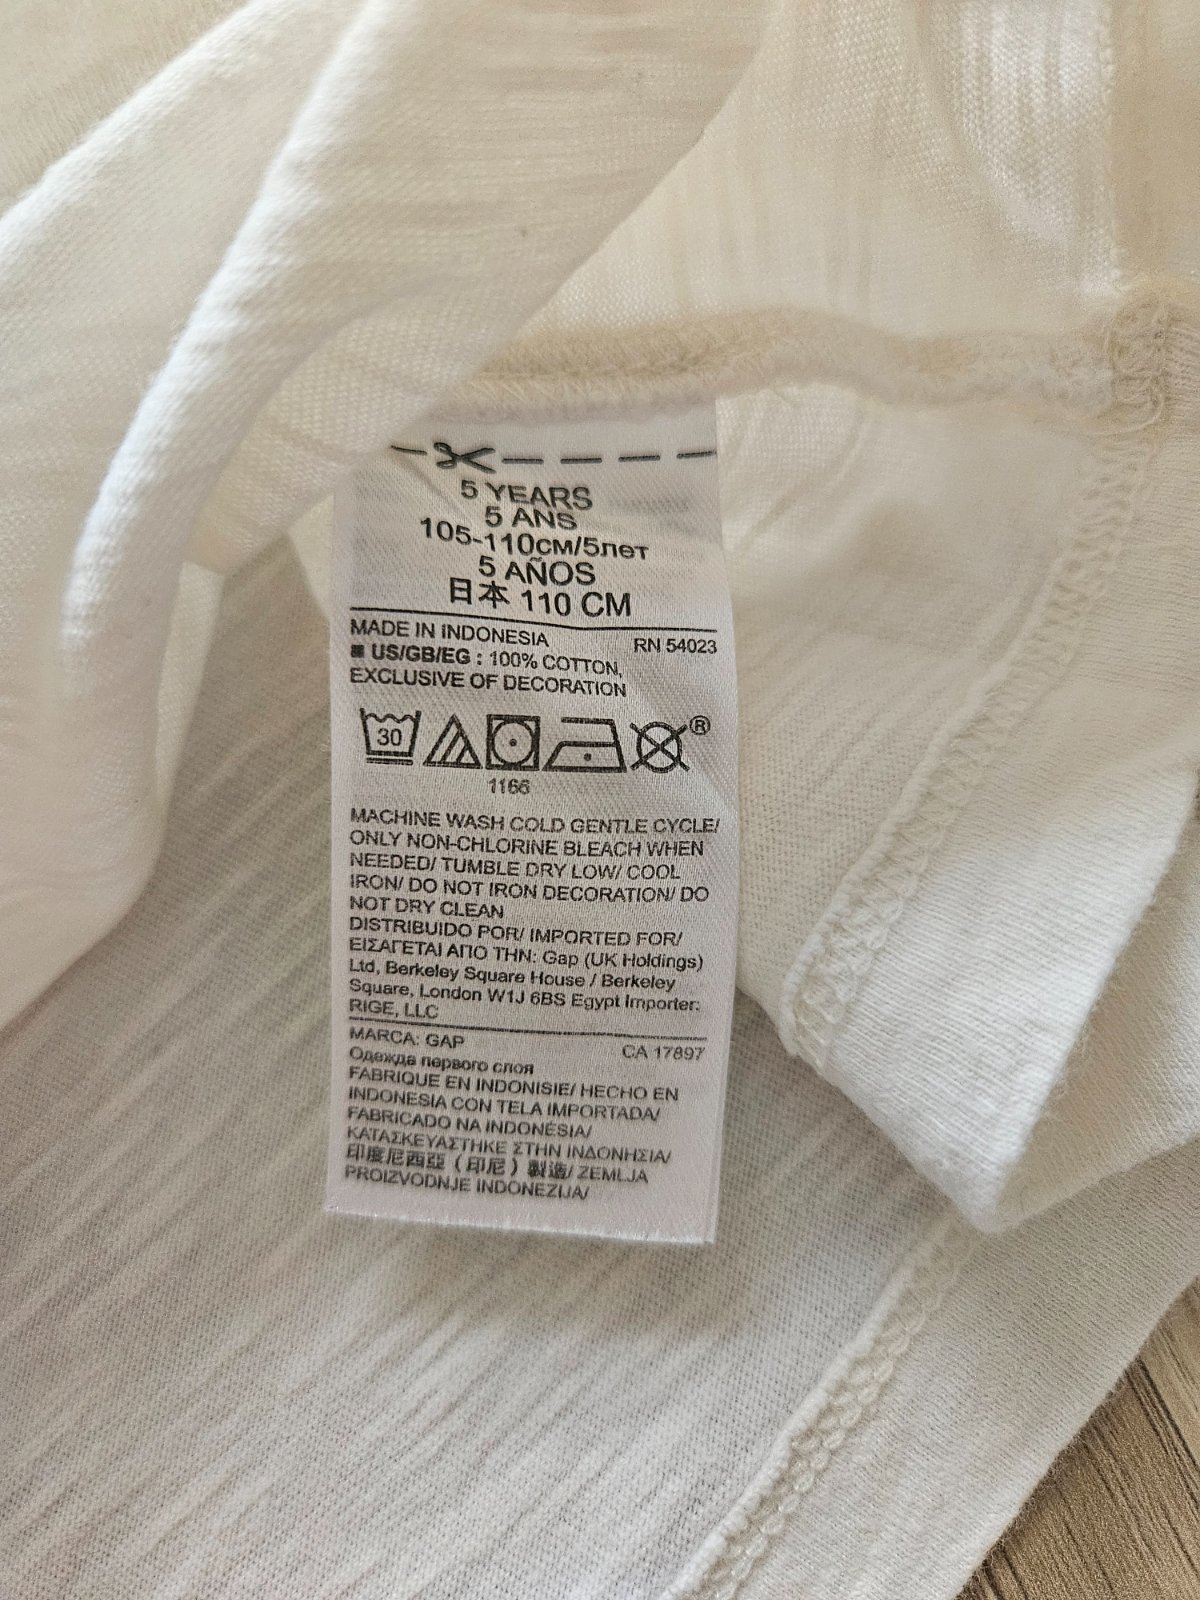 5 YEARS
5 ANS
105-110см/5лет
5 AÑOS
日本 110 CM
MADE IN INDONESIA
RN 54023
US/GB/EG : 100% COTTON,
EXCLUSIVE OF DECORATION
30
®
1166
MACHINE WASH COLD GENTLE CYCLE/
ONLY NON-CHLORINE BLEACH WHEN
NEEDED/ TUMBLE DRY LOW/ COOL
IRON/ DO NOT IRON DECORATION/ DO
NOT DRY CLEAN
DISTRIBUIDO POR/ IMPORTED FOR/
ΕΙΣΑΓΕΤΑΙ ΑΠΟ ΤΗΝ: Gap (UK Holdings)
Ltd, Berkeley Square House / Berkeley
Square, London W1J 6BS Egypt Importer:
RIGE, LLC
MARCA: GAP
CA 17897
Одежда первого слоя
FABRIQUE EN INDONISIE/ HECHO EN
INDONESIA CON TELA IMPORTADA/
FABRICADO NA INDONÉSIA/
ΚΑΤΑΣΚΕΥΑΣΤΗΚΕ ΣΤΗΝ ΙΝΔΟΝΗΣΙΑ/
印度尼西亞（印尼）製造/ ZEMLJA
PROIZVODNJE INDONEZIJA/